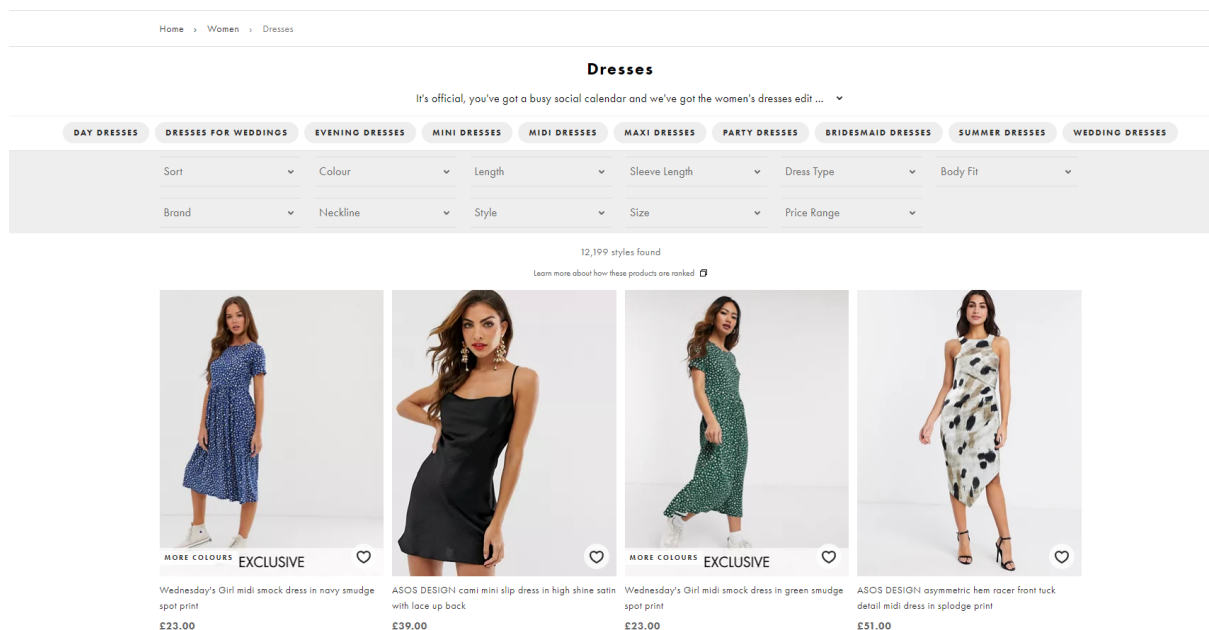 Home › Women › Dresses
Dresses
It's official, you've got a busy social calendar and we've got the women's dresses edit ...
DAY DRESSES DRESSES FOR WEDDINGS EVENING DRESSES MINI DRESSES MIDI DRESSES MAXI DRESSES PARTY DRESSES BRIDESMAID DRESSES SUMMER DRESSES WEDDING DRESSES
Sort Colour Length Sleeve Length Dress Type Body Fit
Brand Neckline Style Size Price Range
12,199 styles found
Learn more about how these products are ranked
MORE COLOURS EXCLUSIVE
MORE COLOURS EXCLUSIVE
Wednesday's Girl midi smock dress in navy smudge
spot print
£23.00
ASOS DESIGN cami mini slip dress in high shine satin
with lace up back
£39.00
Wednesday's Girl midi smock dress in green smudge
spot print
£23.00
ASOS DESIGN asymmetric hem racer front tuck
detail midi dress in splodge print
£51.00